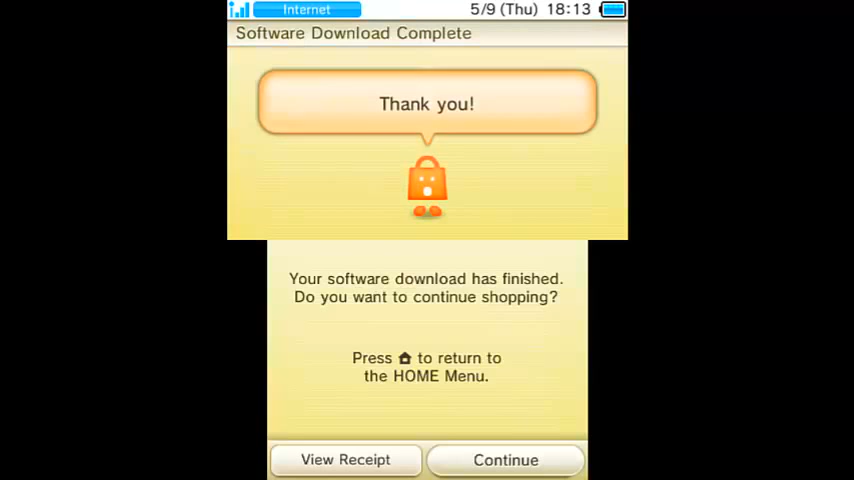 Internet 5/9 (Thu) 18:13
Software Download Complete
Thank you!
Your software download has finished.
Do you want to continue shopping?
Press to return to
the HOME Menu.
View Receipt Continue